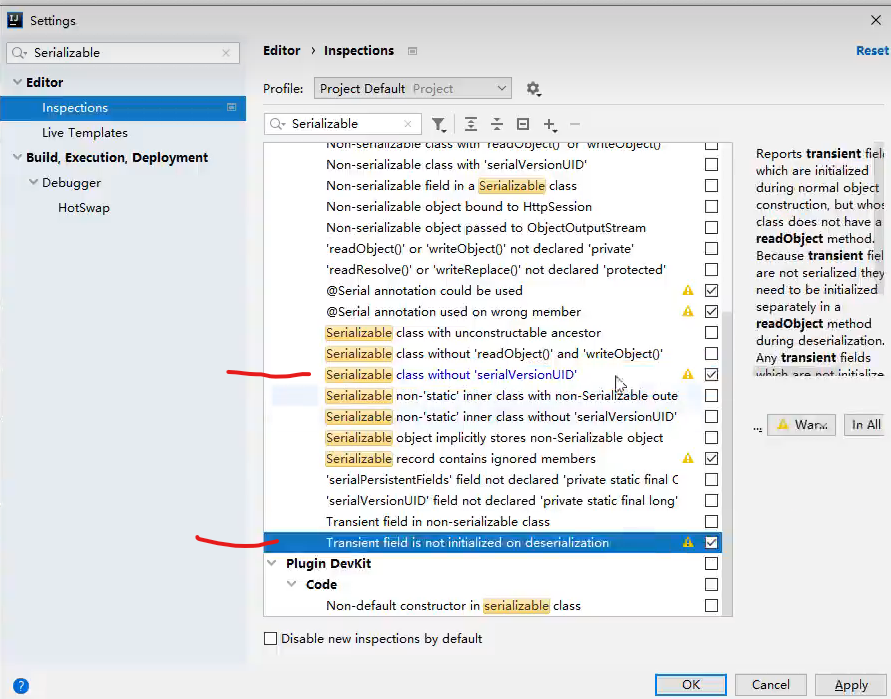 Settings
Serializable
Editor
Inspections
Live Templates
Build, Execution, Deployment
Debugger
HotSwap
Editor › Inspections
Reset
Profile: Project Default Project
Serializable
Non-serializable class with 'readObject()' or 'writeObject()'
Non-serializable class with 'serialVersionUID'
Non-serializable field in a Serializable class
Non-serializable object bound to HttpSession
Non-serializable object passed to ObjectOutputStream
'readObject()' or 'writeObject()' not declared 'private'
'readResolve()' or 'writeReplace()' not declared 'protected'
@Serial annotation could be used
@Serial annotation used on wrong member
Serializable class with unconstructable ancestor
Serializable class without 'readObject()' and 'writeObject()'
Serializable class without 'serialVersionUID'
Serializable non-'static' inner class with non-Serializable oute
Serializable non-'static' inner class without 'serialVersionUID'
Serializable object implicitly stores non-Serializable object
Serializable record contains ignored members
'serialPersistentFields' field not declared 'private static final O
'serialVersionUID' field not declared 'private static final long'
Transient field in non-serializable class
Transient field is not initialized on deserialization
Plugin DevKit
Code
Non-default constructor in serializable class
Reports transient fiel
which are initialized
during normal object
construction, but whos
class does not have a
readObject method.
Because transient fiel
are not serialized they
need to be initialized
separately in a
readObject method
during deserialization.
Any transient fields
which are not initialize
... Warn In All
Disable new inspections by default
?
OK
Cancel
Apply